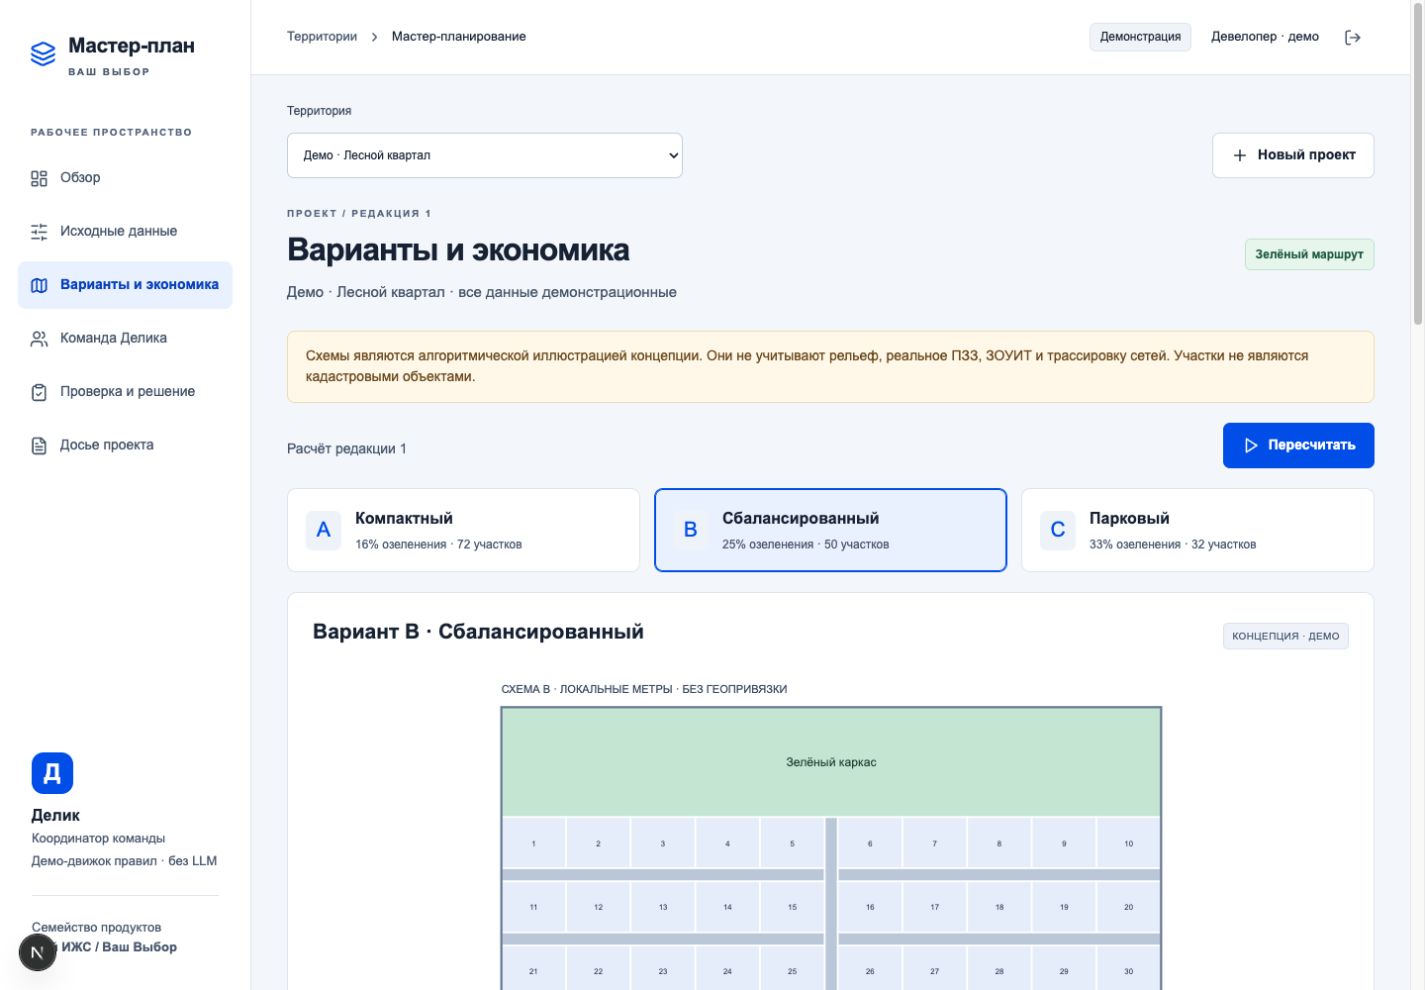 Мастер-план
ВАШ ВЫБОР
РАБОЧЕЕ ПРОСТРАНСТВО
Обзор
Исходные данные
Варианты и экономика
Команда Делика
Проверка и решение
Досье проекта
Д
Делик
Координатор команды
Демо-движок правил · без LLM
Семейство продуктов
ИЖС / Ваш Выбор
N
Территории
Мастер-планирование
Демонстрация
Девелопер · демо
Территория
Демо · Лесной квартал
Новый проект
ПРОЕКТ / РЕДАКЦИЯ 1
Варианты и экономика
Зелёный маршрут
Демо · Лесной квартал · все данные демонстрационные
Схемы являются алгоритмической иллюстрацией концепции. Они не учитывают рельеф, реальное ПЗЗ, ЗОУИТ и трассировку сетей. Участки не являются
кадастровыми объектами.
Расчёт редакции 1
Пересчитать
A
Компактный
16% озеленения · 72 участков
B
Сбалансированный
25% озеленения · 50 участков
C
Парковый
33% озеленения · 32 участков
Вариант B · Сбалансированный
КОНЦЕПЦИЯ · ДЕМО
СХЕМА B · ЛОКАЛЬНЫЕ МЕТРЫ · БЕЗ ГЕОПРИВЯЗКИ
Зелёный каркас
1 2 3 4 5 6 7 8 9 10
11 12 13 14 15 16 17 18 19 20
21 22 23 24 25 26 27 28 29 30